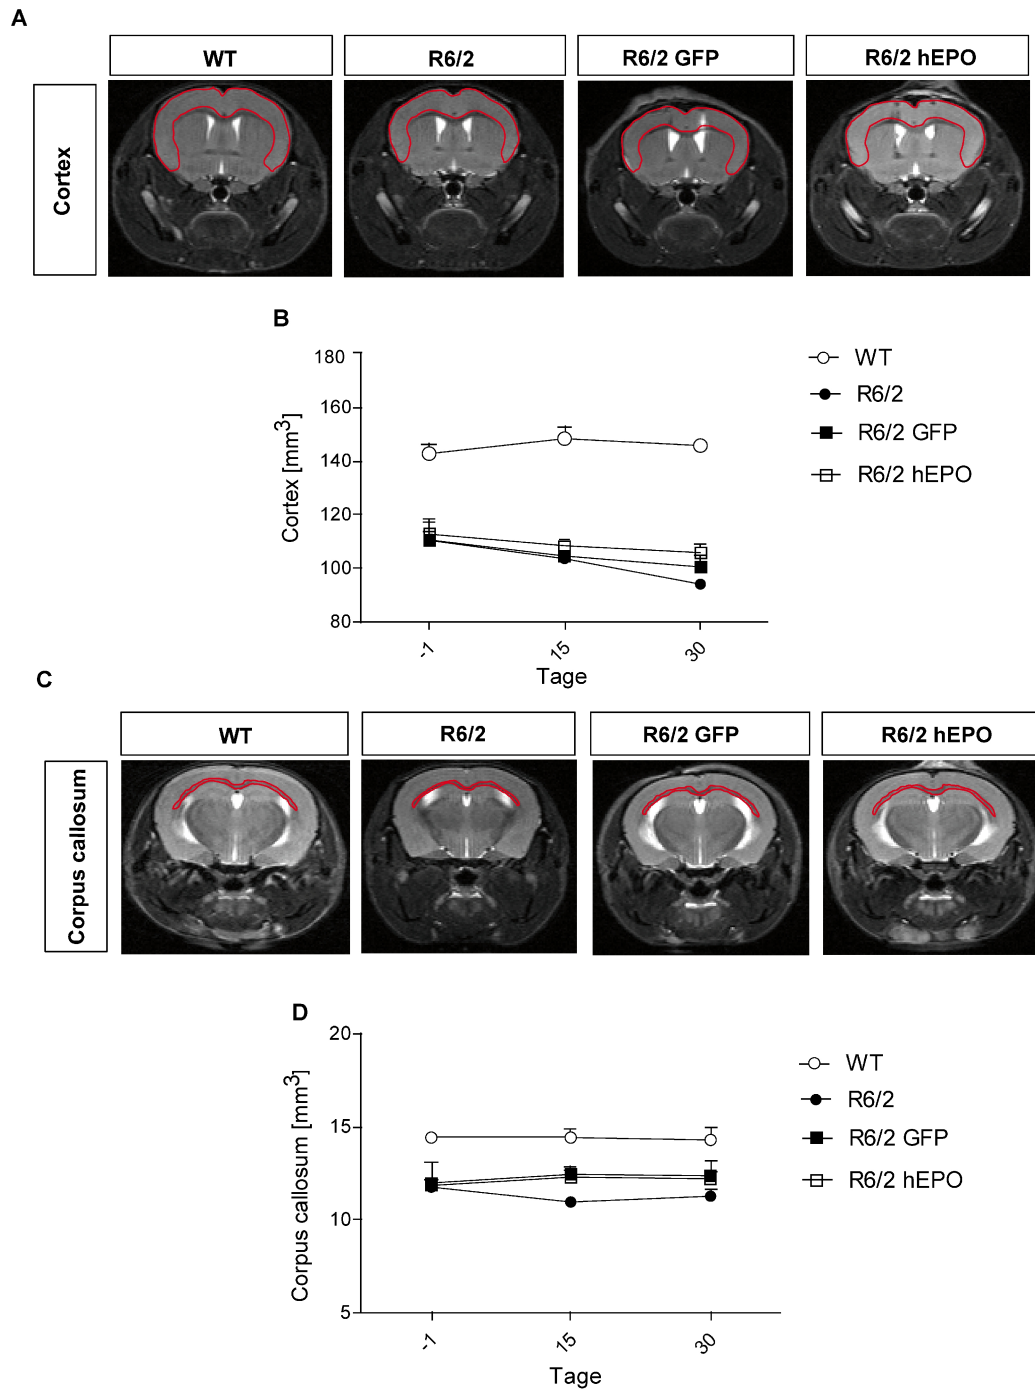 A
WT
R6/2
R6/2 GFP
R6/2 hEPO
Cortex
B
180
160
140
120
100
80
Cortex [mm3]
-1
15
30
Tage
WT
R6/2
R6/2 GFP
R6/2 hEPO
C
WT
R6/2
R6/2 GFP
R6/2 hEPO
Corpus callosum
D
20
15
10
5
Corpus callosum [mm3]
-1
15
30
Tage
WT
R6/2
R6/2 GFP
R6/2 hEPO